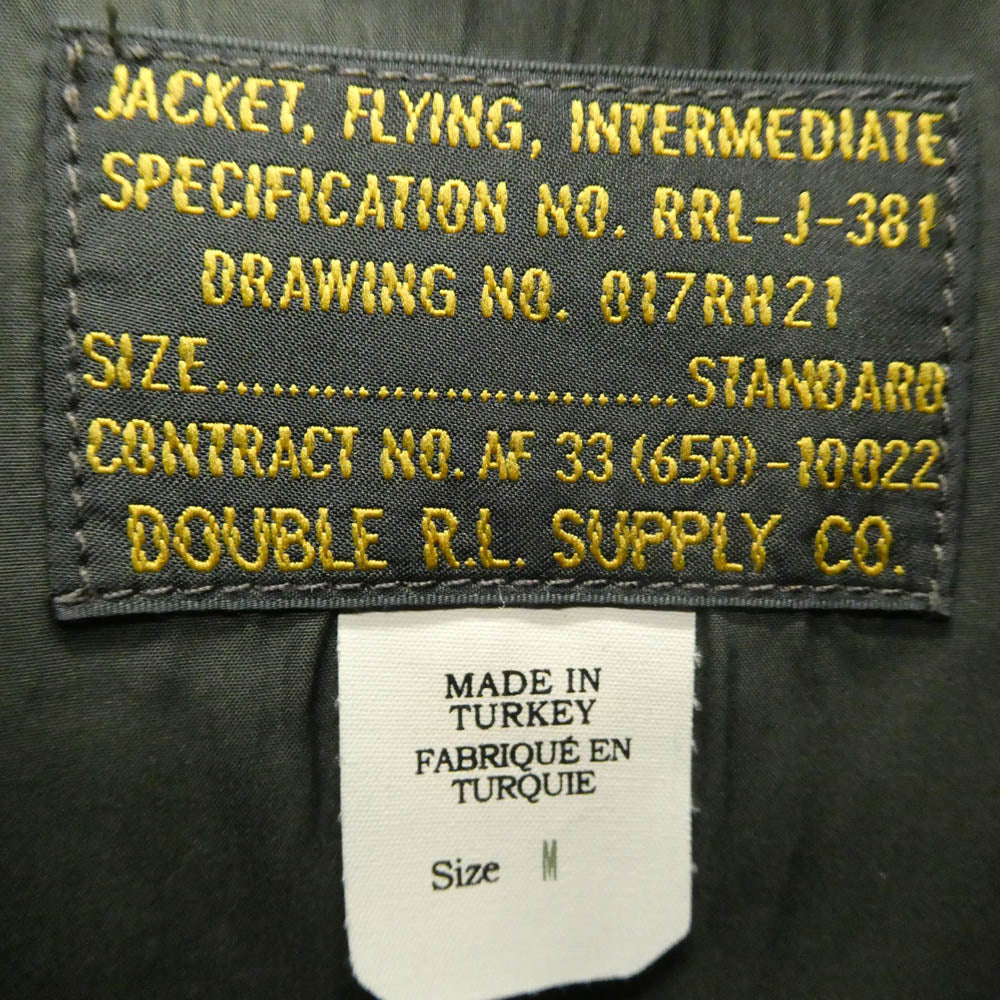 JACKET, FLYING, INTERMEDIATE
SPECIFICATION NO. RRL-J-381
DRAWING NO. 017RH21
SIZE..............................STANDARD
CONTRACT NO. AF 33 (650)-10022
DOUBLE R.L. SUPPLY CO.
MADE IN
TURKEY
FABRIQUÉ EN
TURQUIE
Size M